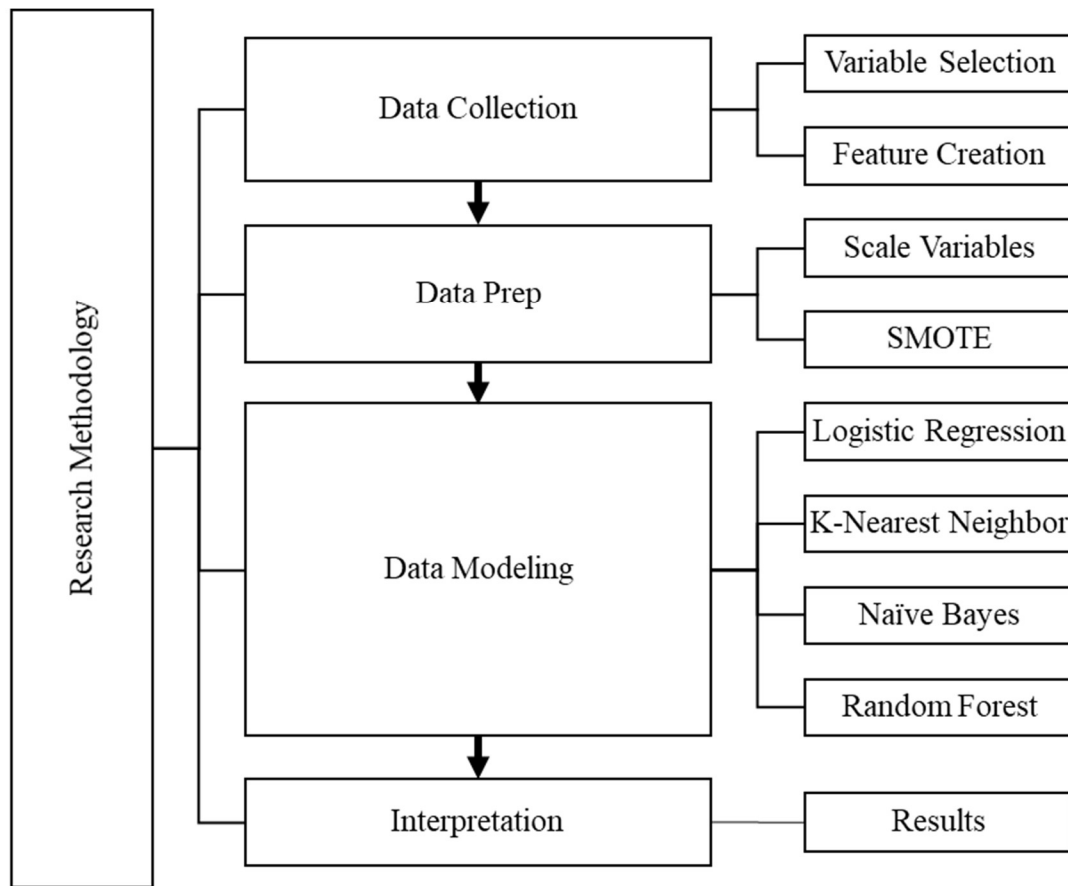 Research Methodology
Data Collection
Variable Selection
Feature Creation
Data Prep
Scale Variables
SMOTE
Data Modeling
Logistic Regression
K-Nearest Neighbor
Naïve Bayes
Random Forest
Interpretation
Results